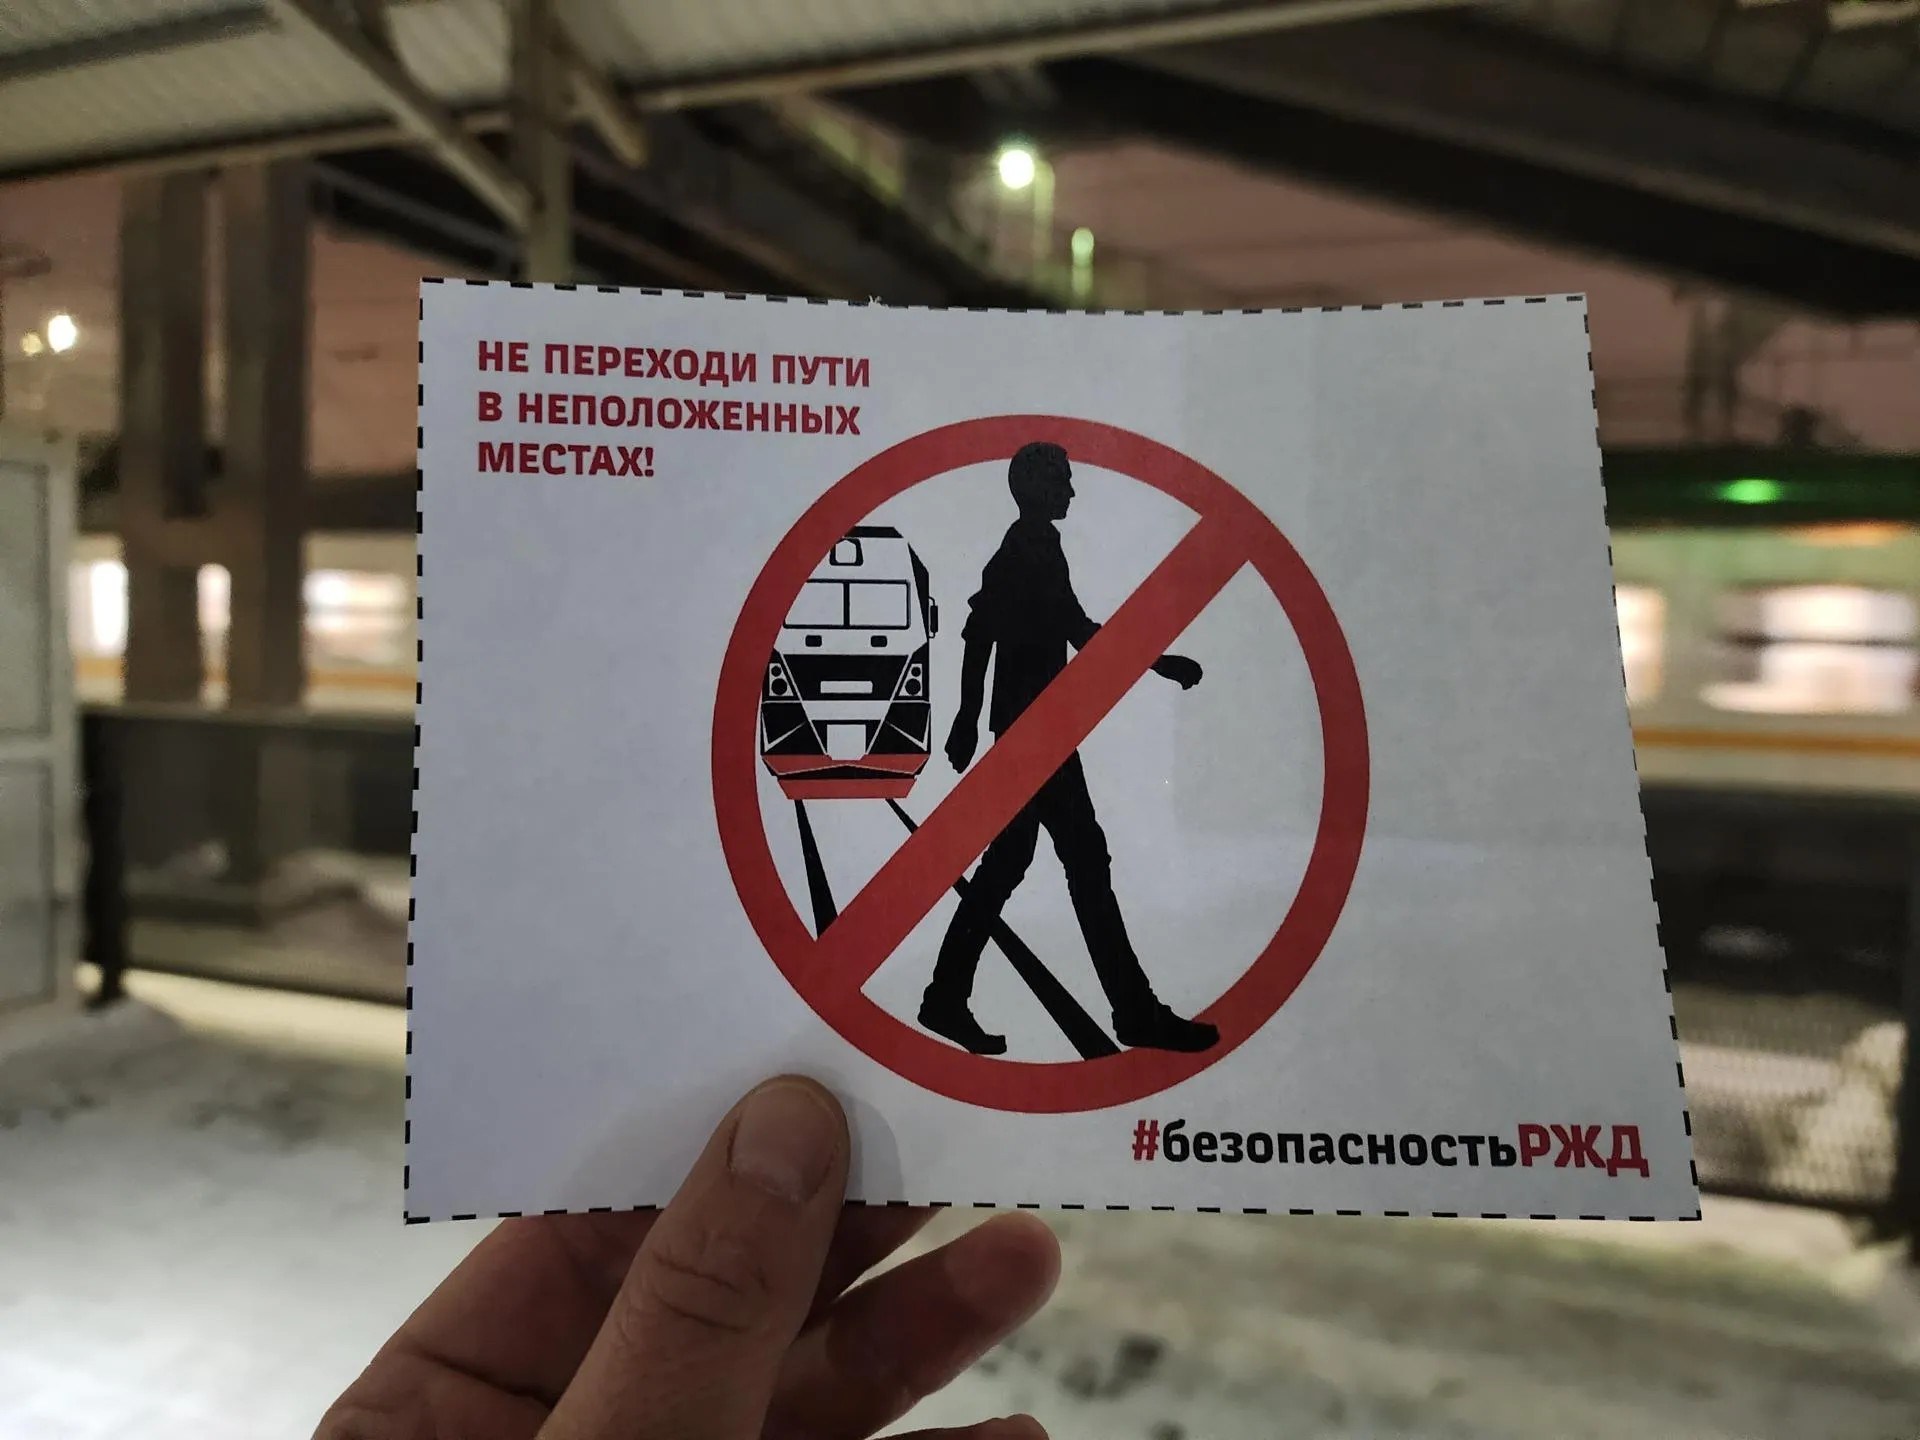 НЕ ПЕРЕХОДИ ПУТИ
В НЕПОЛОЖЕННЫХ
МЕСТАХ!
#безопасностьРЖД